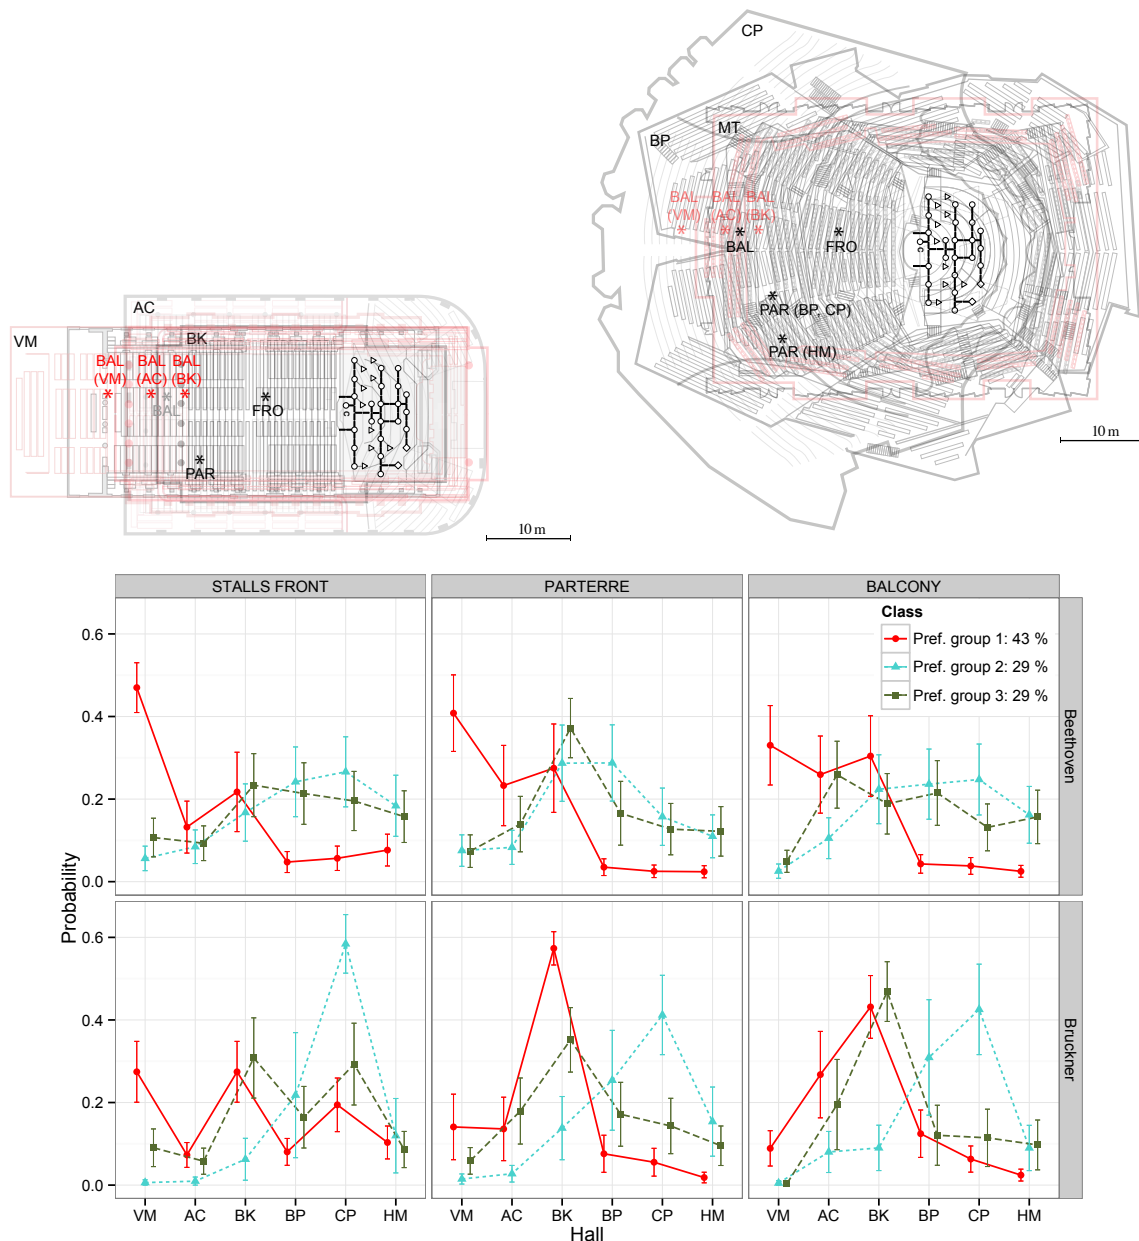 CP
BP
MT
BAL BAL BAL
(VM) (AC) (BK)
BAL
FRO
C
PAR (BP, CP)
PAR (HM)
10 m
AC
VM
BK
BAL BAL BAL
(VM) (AC) (BK)
BAL
FRO
C
PAR
10 m
STALLS FRONT PARTERRE BALCONY
Class
Pref. group 1: 43 %
Pref. group 2: 29 %
Pref. group 3: 29 %
Beethoven
0.6
0.4
0.2
0.0
Probability
Bruckner
0.6
0.4
0.2
0.0
VM AC BK BP CP HM VM AC BK BP CP HM VM AC BK BP CP HM
Hall